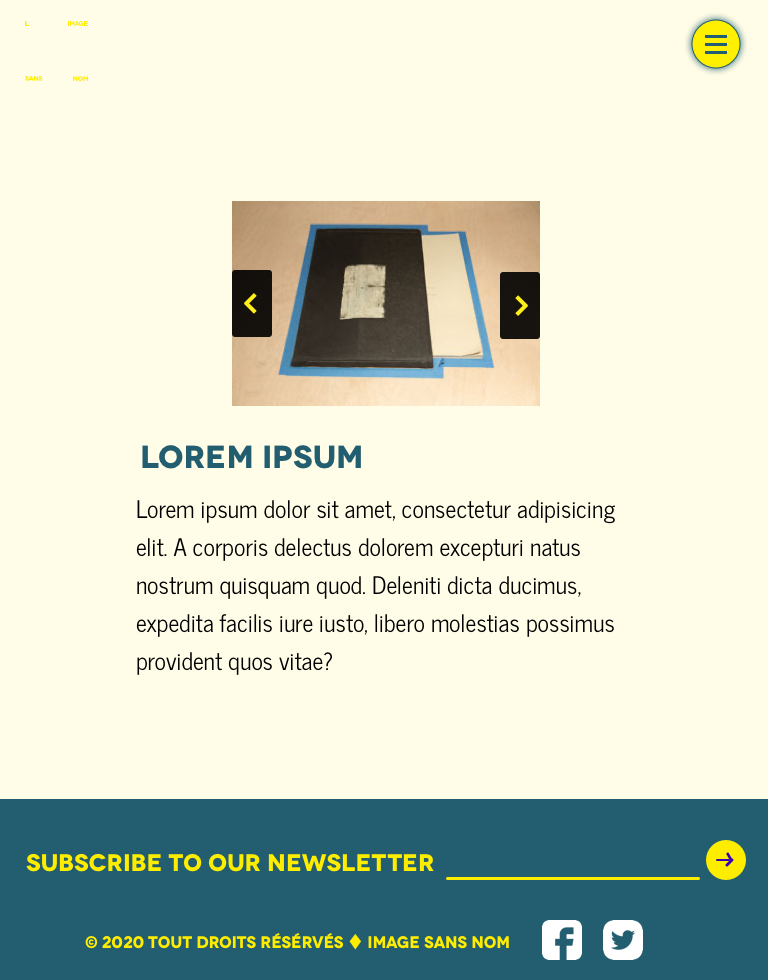 L' IMAGE
SANS NOM
LOREM IPSUM
Lorem ipsum dolor sit amet, consectetur adipisicing
elit. A corporis delectus dolorem excepturi natus
nostrum quisquam quod. Deleniti dicta ducimus,
expedita facilis iure iusto, libero molestias possimus
provident quos vitae?
SUBSCRIBE TO OUR NEWSLETTER
© 2020 TOUT DROITS RÉSÉRVÉS ♦ IMAGE SANS NOM